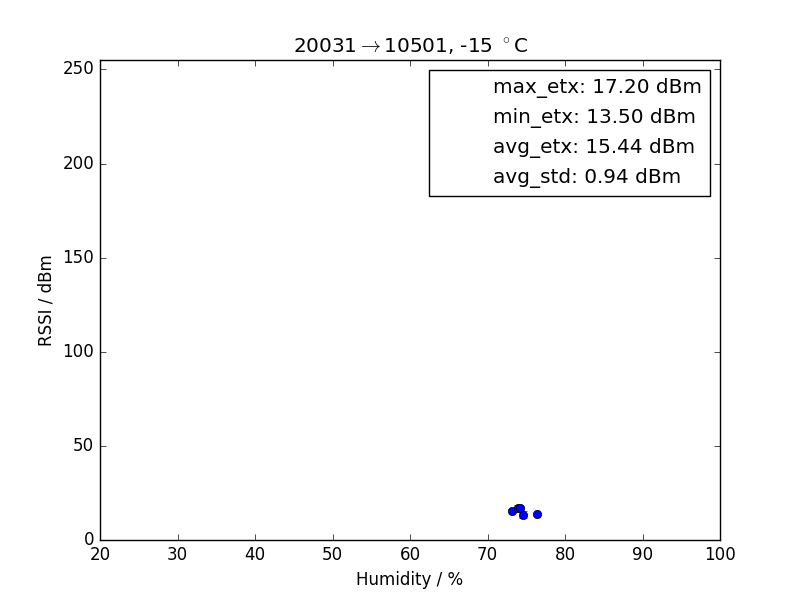 20031→10501, -15 °C
max_etx: 17.20 dBm
min_etx: 13.50 dBm
avg_etx: 15.44 dBm
avg_std: 0.94 dBm
RSSI / dBm
250
200
150
100
50
0
20 30 40 50 60 70 80 90 100
Humidity / %